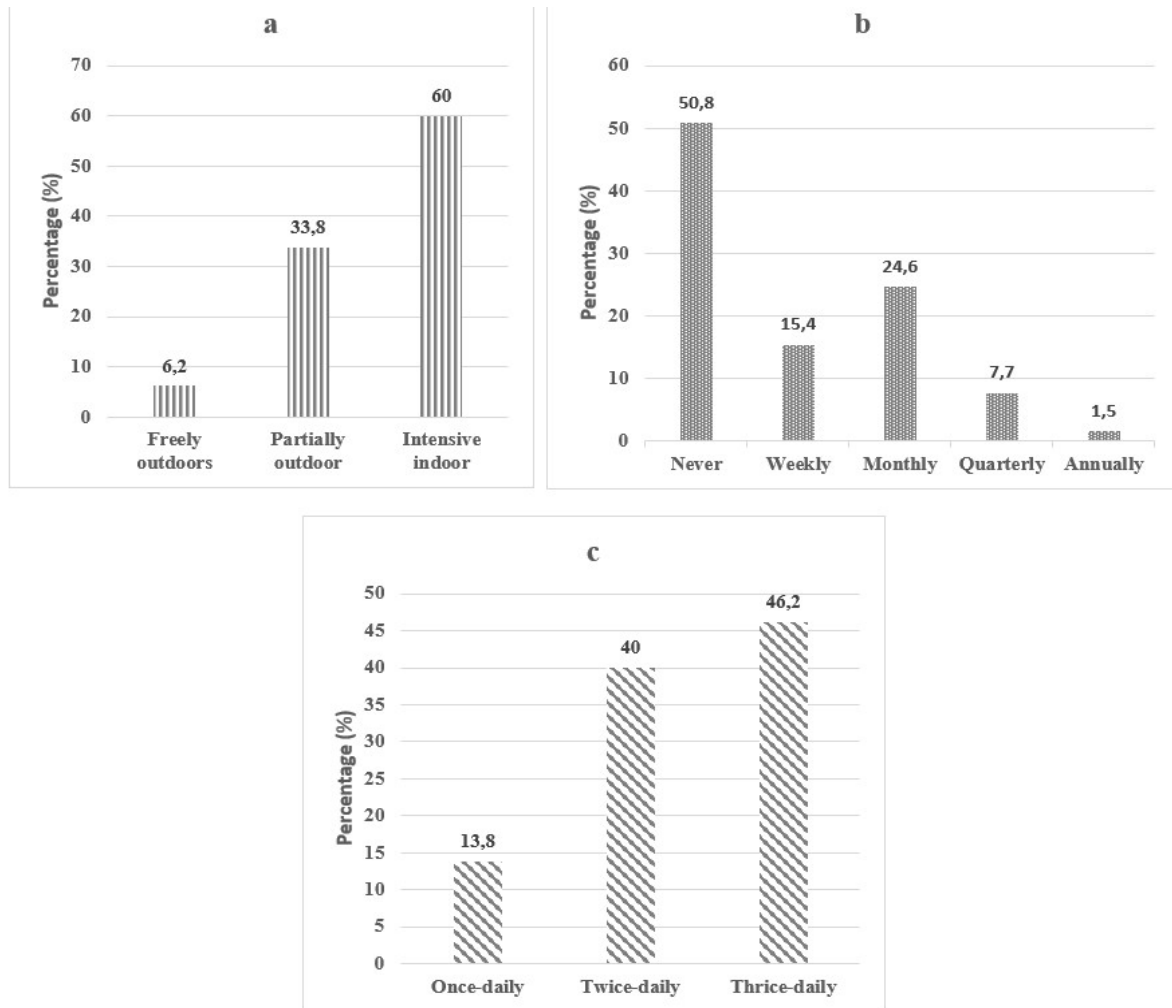 a
Percentage (%)
70
60
50
40
30
20
10
0
6,2
33,8
60
Freely
outdoors
Partially
outdoor
Intensive
indoor
b
Percentage (%)
60
50
40
30
20
10
0
50,8
15,4
24,6
7,7
1,5
Never
Weekly
Monthly
Quarterly
Annually
c
Percentage (%)
50
45
40
35
30
25
20
15
10
5
0
13,8
40
46,2
Once-daily
Twice-daily
Thrice-daily